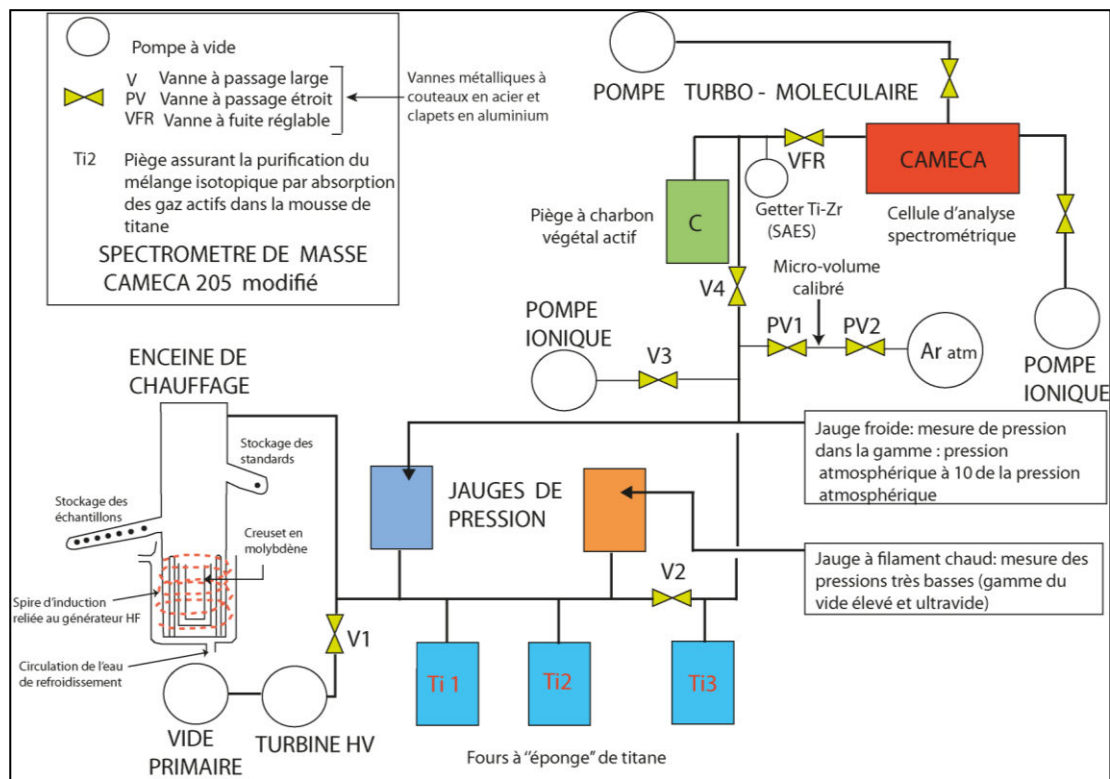 Pompe à vide
V Vanne à passage large
PV Vanne à passage étroit
VFR Vanne à fuite réglable
Vannes métalliques à
couteaux en acier et
clapets en aluminium
Ti2 Piège assurant la purification du
mélange isotopique par absorption
des gaz actifs dans la mousse de
titane
SPECTROMETRE DE MASSE
CAMECA 205 modifié
POMPE TURBO - MOLECULAIRE
VFR
CAMECA
C
Piège à charbon
végétal actif
Getter Ti-Zr
(SAES)
Cellule d'analyse
spectrométrique
V4
Micro-volume
calibré
PV1
PV2
Ar atm
POMPE
IONIQUE
POMPE
IONIQUE
V3
ENCEINE DE
CHAUFFAGE
Stockage des
standards
Stockage des
échantillons
Creuset en
molybdène
Spire d'induction
reliée au générateur HF
Circulation de l'eau
de refroidissement
JAUGES DE
PRESSION
Jauge froide: mesure de pression
dans la gamme : pression
atmosphérique à 10 de la pression
atmosphérique
Jauge à filament chaud: mesure des
pressions très basses (gamme du
vide élevé et ultravide)
V2
V1
Ti 1
Ti2
Ti3
VIDE
PRIMAIRE
TURBINE HV
Fours à "éponge" de titane